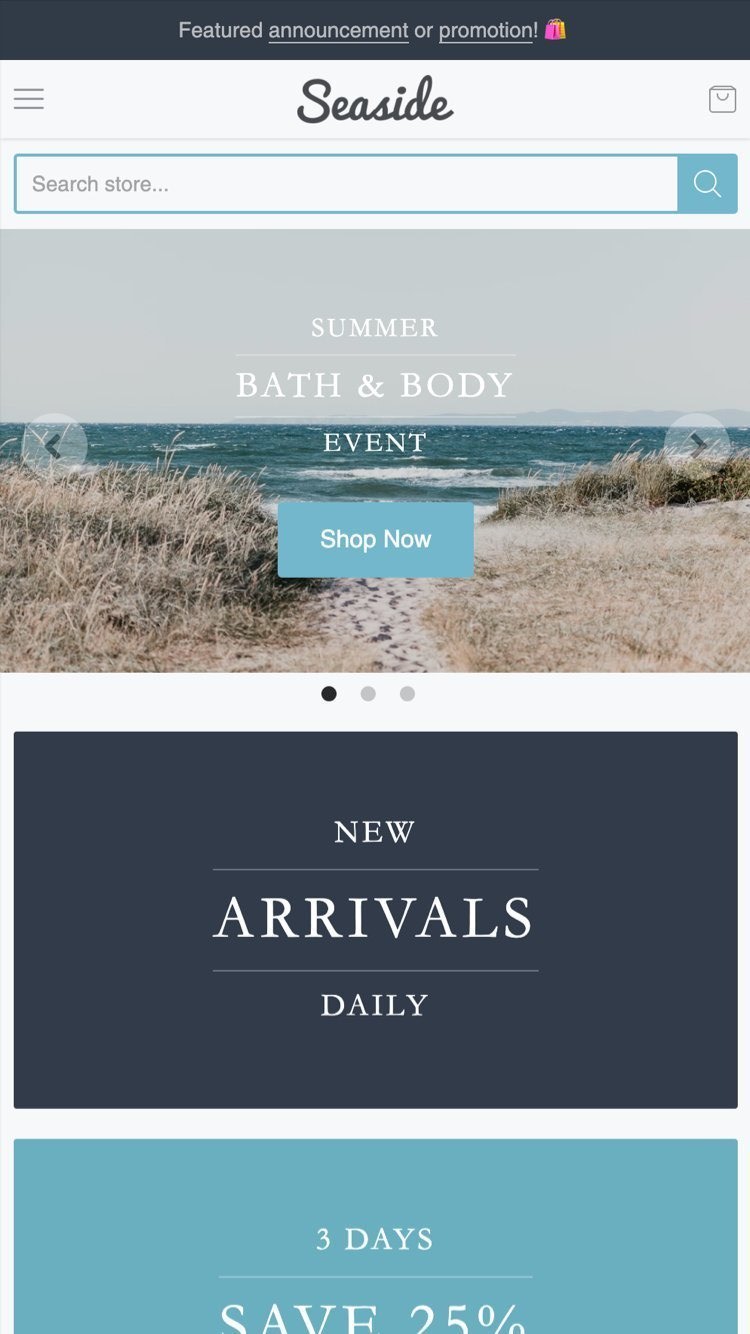 Featured announcement or promotion! 🛍️
Seaside
Search store...
SUMMER
BATH & BODY
EVENT
Shop Now
NEW
ARRIVALS
DAILY
3 DAYS
SAVE 25%